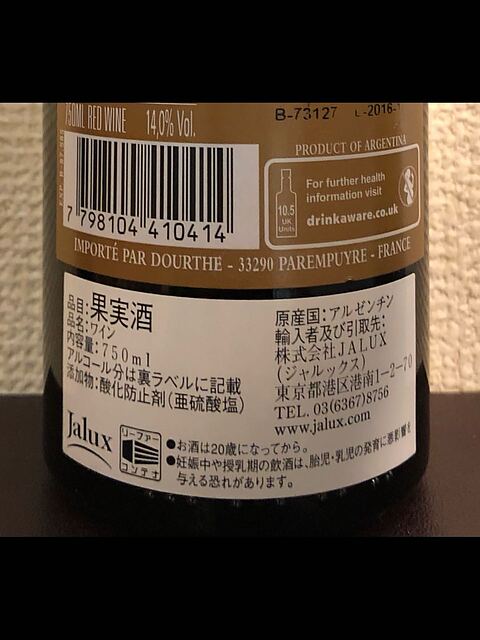 750ML RED WINE 14,0% Vol.
B-73127 L-2016-
PRODUCT OF ARGENTINA
10.5
UK
Units
For further health
information visit
drinkaware.co.uk
7 798104 410414
IMPORTÉ PAR DOURTHE - 33290 PAREMPUYRE - FRANCE
品目:果実酒
品名:ワイン
内容量:750ml
アルコール分は裏ラベルに記載
添加物:酸化防止剤(亜硫酸塩)
原産国:アルゼンチン
輸入者及び引取先:
株式会社JALUX
(ジャルックス)
東京都港区港南1-2-70
TEL. 03(6367)8756
www.jalux.com
Jalux
リーファー
コンテナ
●お酒は20歳になってから。
●妊娠中や授乳期の飲酒は、胎児・乳児の発育に悪影響を
与える恐れがあります。